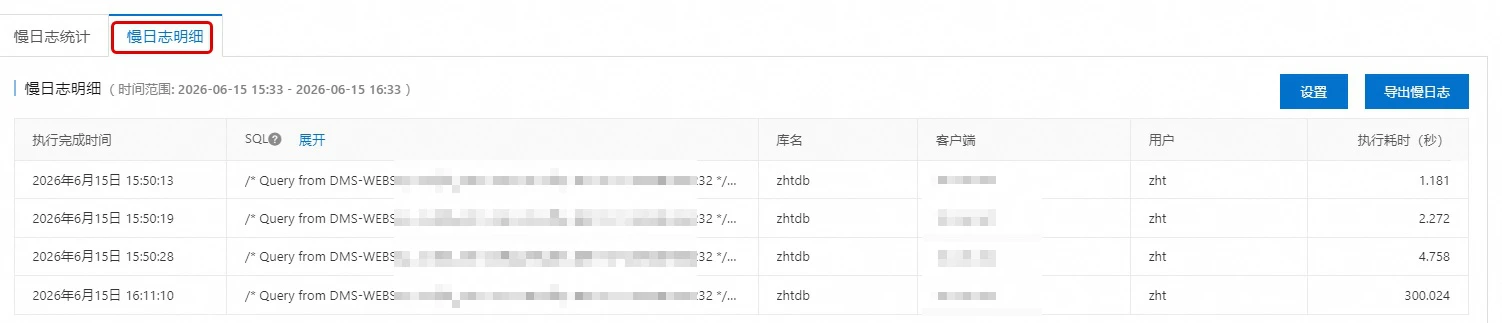 慢日志统计 慢日志明细
慢日志明细 ( 时间范围: 2026-06-15 15:33 - 2026-06-15 16:33 ) 设置 导出慢日志
执行完成时间 SQL 展开 库名 客户端 用户 执行耗时（秒）
2026年6月15日 15:50:13 /* Query from DMS-WEBS 232 */... zhtdb zht 1.181
2026年6月15日 15:50:19 /* Query from DMS-WEBS 232 */... zhtdb zht 2.272
2026年6月15日 15:50:28 /* Query from DMS-WEBS 232 */... zhtdb zht 4.758
2026年6月15日 16:11:10 /* Query from DMS-WEBS 232 */... zhtdb zht 300.024